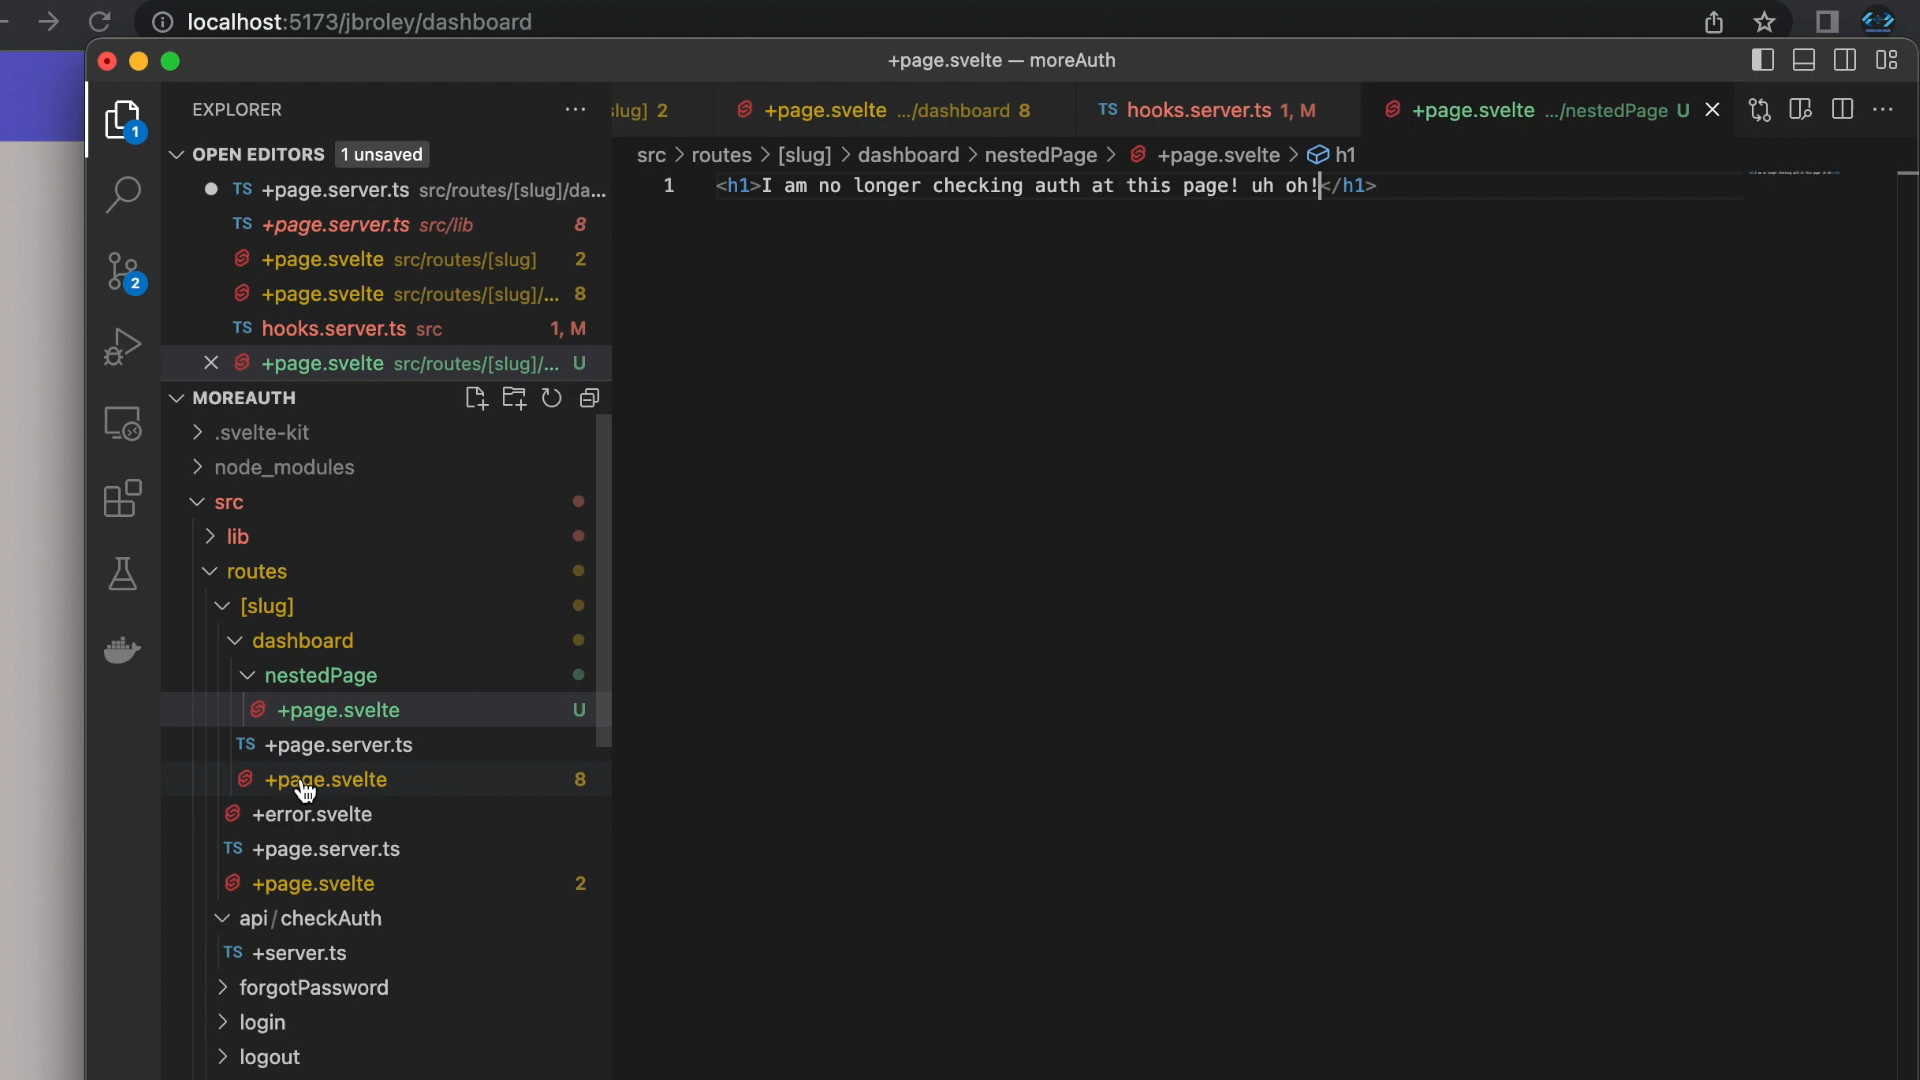 localhost:5173/jbroley/dashboard
+page.svelte — moreAuth
EXPLORER
slug] 2
+page.svelte .../dashboard 8
TS hooks.server.ts 1, M
+page.svelte .../nestedPage U
OPEN EDITORS 1 unsaved
src > routes > [slug] > dashboard > nestedPage > +page.svelte > h1
1 <h1>I am no longer checking auth at this page! uh oh!</h1>
TS +page.server.ts src/routes/[slug]/da...
TS +page.server.ts src/lib 8
+page.svelte src/routes/[slug] 2
+page.svelte src/routes/[slug]/... 8
TS hooks.server.ts src 1, M
+page.svelte src/routes/[slug]/... U
MOREAUTH
.svelte-kit
node_modules
src
lib
routes
[slug]
dashboard
nestedPage
+page.svelte U
TS +page.server.ts
+page.svelte 8
+error.svelte
TS +page.server.ts
+page.svelte 2
api/checkAuth
TS +server.ts
forgotPassword
login
logout
1
2